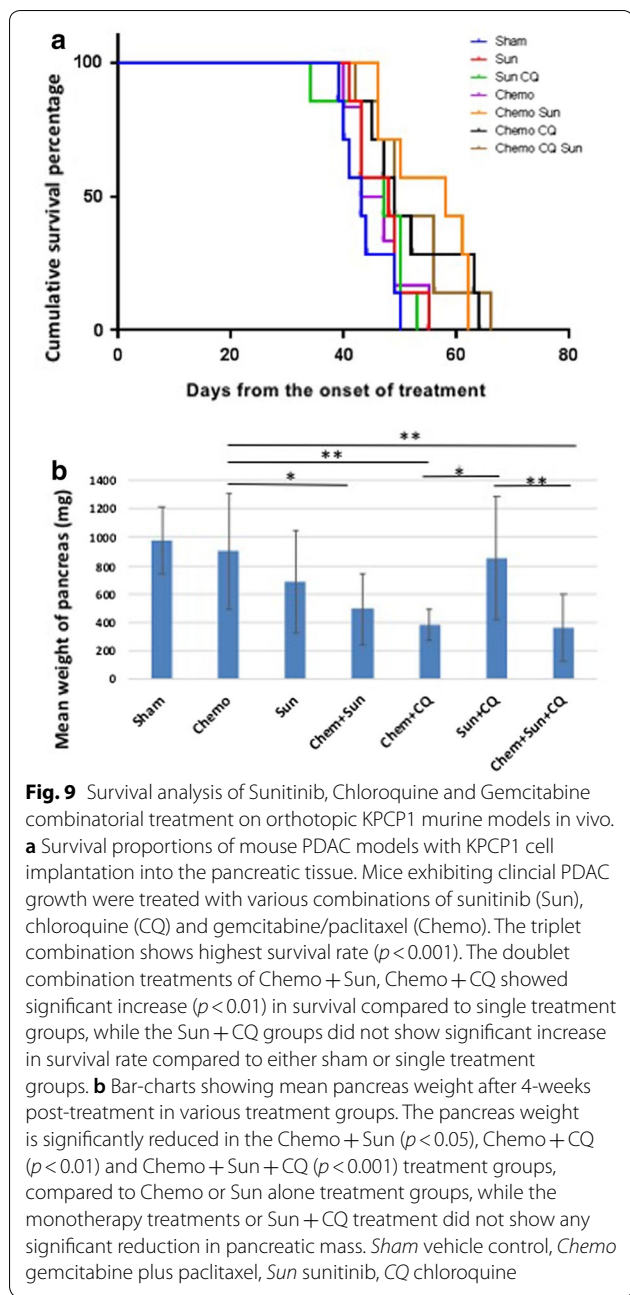 a
Sham
Sun
Sun CQ
Chemo
Chemo Sun
Chemo CQ
Chemo CQ Sun
Cumulative survival percentage
100
50
0
0 20 40 60 80
Days from the onset of treatment
b
**
**
* * **
Mean weight of pancreas (mg)
1400
1200
1000
800
600
400
200
0
Sham Chemo Sun Chem+Sun Chem+CQ Sun+CQ Chem+Sun+CQ
Fig. 9 Survival analysis of Sunitinib, Chloroquine and Gemcitabine
combinatorial treatment on orthotopic KPCP1 murine models in vivo.
a Survival proportions of mouse PDAC models with KPCP1 cell
implantation into the pancreatic tissue. Mice exhibiting clincial PDAC
growth were treated with various combinations of sunitinib (Sun),
chloroquine (CQ) and gemcitabine/paclitaxel (Chemo). The triplet
combination shows highest survival rate (p < 0.001). The doublet
combination treatments of Chemo + Sun, Chemo + CQ showed
significant increase (p < 0.01) in survival compared to single treatment
groups, while the Sun + CQ groups did not show significant increase
in survival rate compared to either sham or single treatment
groups. b Bar-charts showing mean pancreas weight after 4-weeks
post-treatment in various treatment groups. The pancreas weight
is significantly reduced in the Chemo + Sun (p < 0.05), Chemo + CQ
(p < 0.01) and Chemo + Sun + CQ (p < 0.001) treatment groups,
compared to Chemo or Sun alone treatment groups, while the
monotherapy treatments or Sun + CQ treatment did not show any
significant reduction in pancreatic mass. Sham vehicle control, Chemo
gemcitabine plus paclitaxel, Sun sunitinib, CQ chloroquine